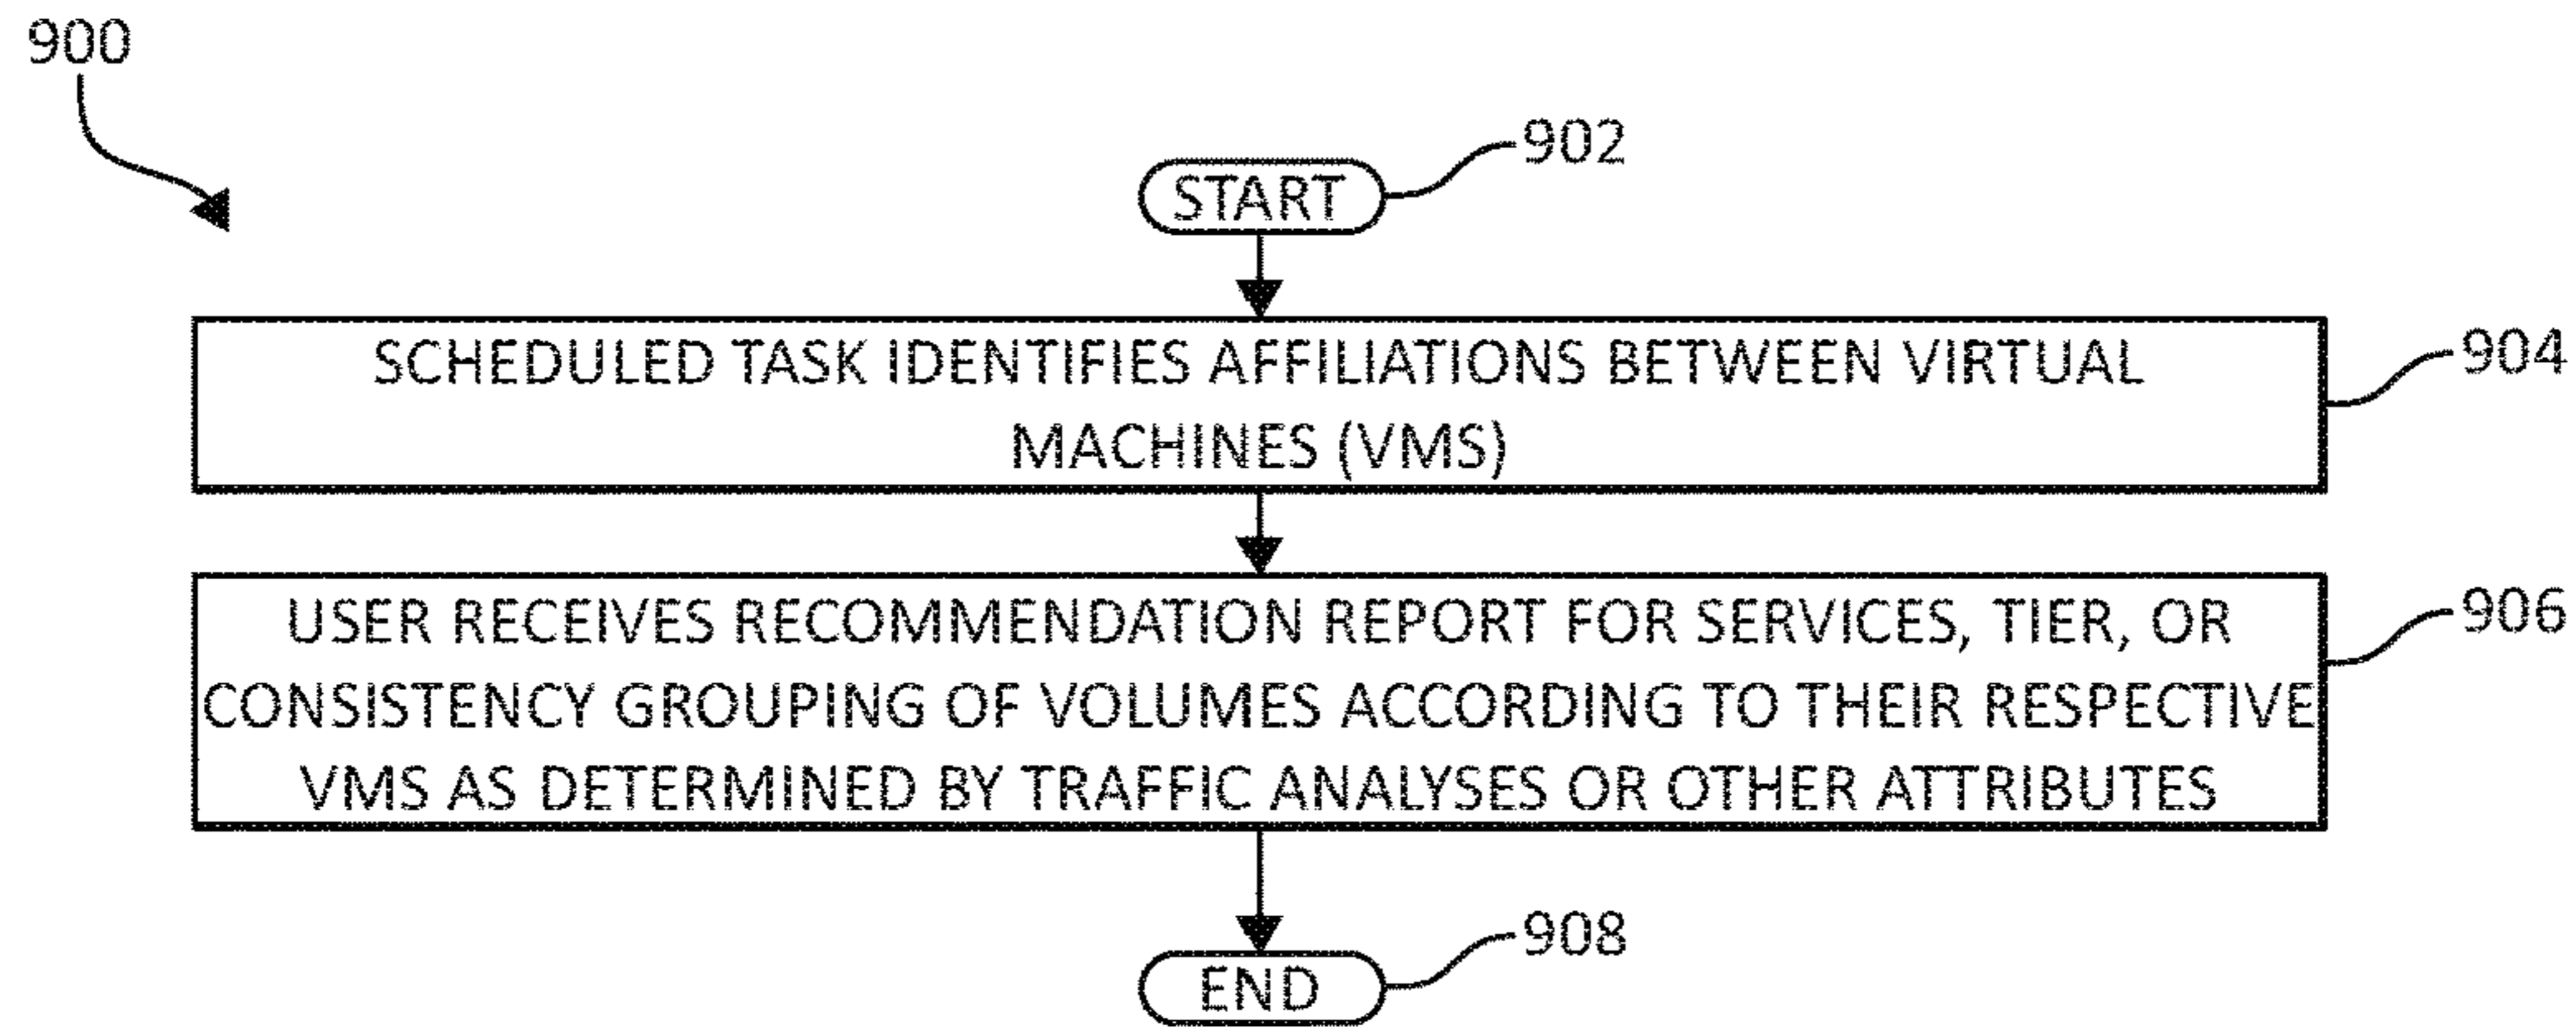 900
902
START
SCHEDULED TASK IDENTIFIES AFFILIATIONS BETWEEN VIRTUAL
MACHINES (VMS)
904
USER RECEIVES RECOMMENDATION REPORT FOR SERVICES, TIER, OR
CONSISTENCY GROUPING OF VOLUMES ACCORDING TO THEIR RESPECTIVE
VMS AS DETERMINED BY TRAFFIC ANALYSES OR OTHER ATTRIBUTES
906
908
END